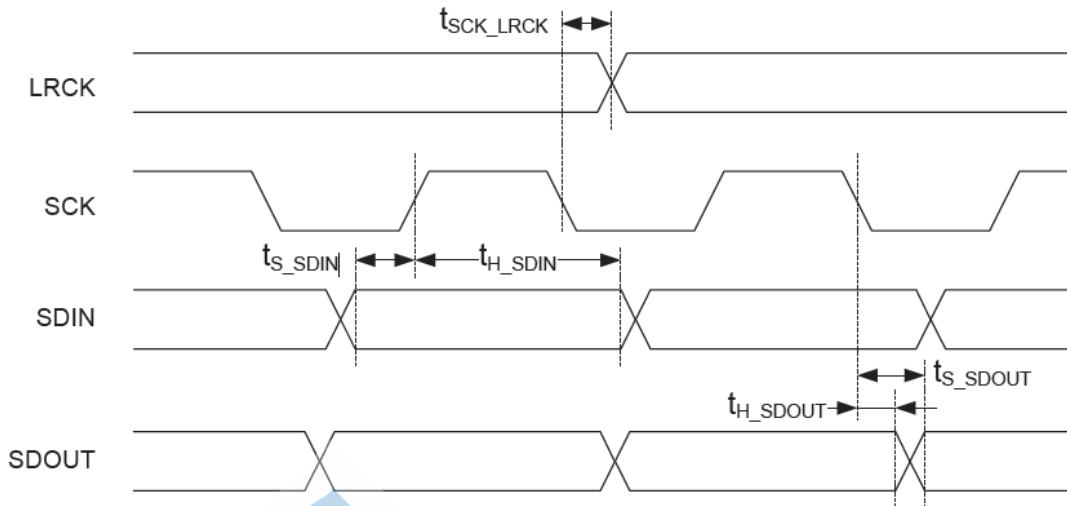 tSCK_LRCK
LRCK
SCK
tS_SDIN
tH_SDIN
SDIN
tS_SDOUT
tH_SDOUT
SDOUT